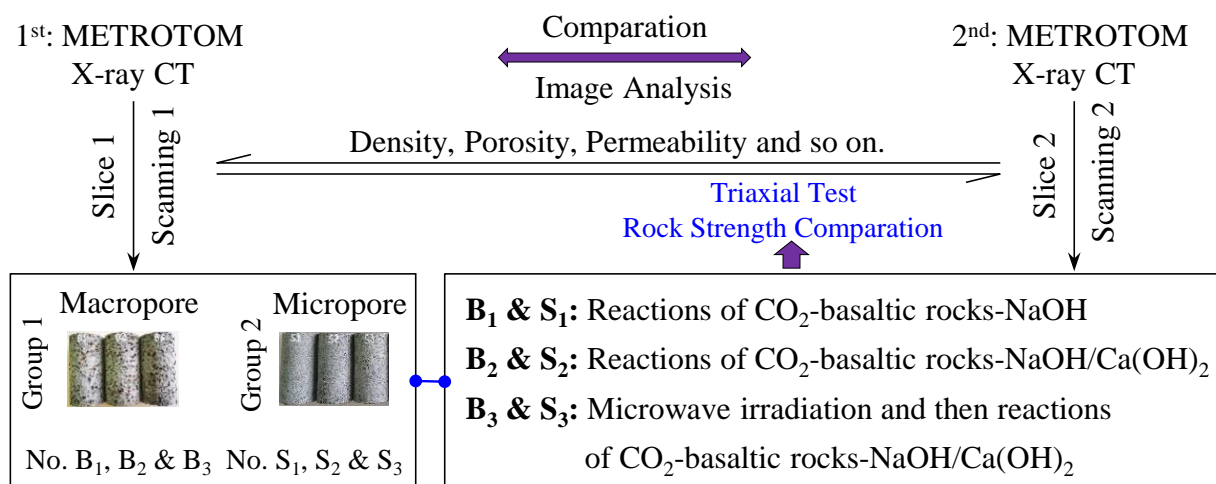 1st: METROTOM
X-ray CT
Comparation
Image Analysis
2nd: METROTOM
X-ray CT
Slice 1
Scanning 1
Density, Porosity, Permeability and so on.
Triaxial Test
Rock Strength Comparation
Slice 2
Scanning 2
Group 1
Macropore
Group 2
Micropore
No. B1, B2 & B3
No. S1, S2 & S3
B1 & S1: Reactions of CO2-basaltic rocks-NaOH
B2 & S2: Reactions of CO2-basaltic rocks-NaOH/Ca(OH)2
B3 & S3: Microwave irradiation and then reactions
of CO2-basaltic rocks-NaOH/Ca(OH)2